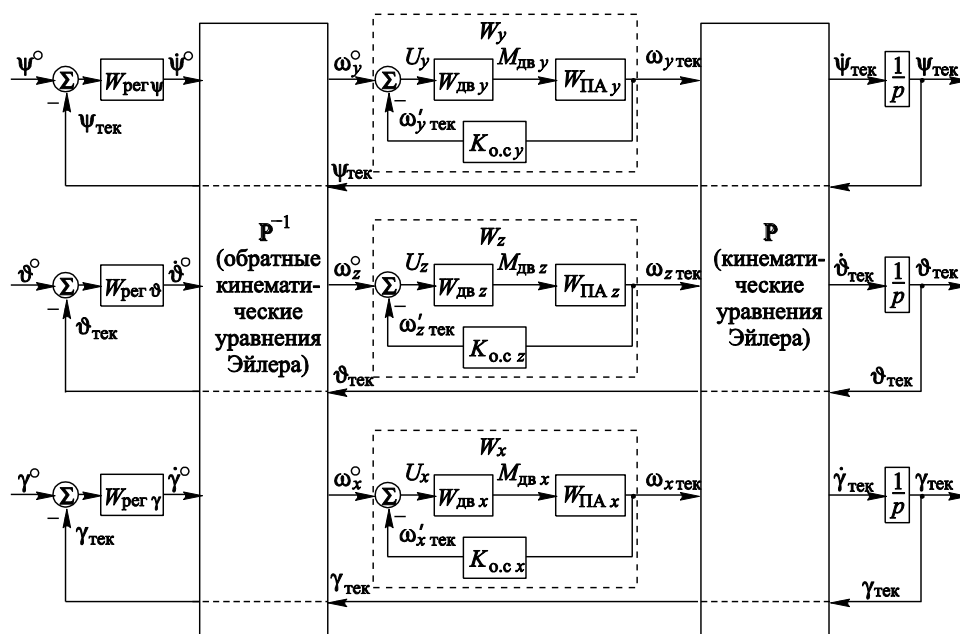 W_y
ψ° Σ W_рег ψ ψ̇° ω_y° Σ U_y W_дв y M_дв y W_ПА y ω_y тек ψ̇_тек 1/p ψ_тек
− ψ_тек − ω′_y тек K_о.с y
ψ_тек
P⁻¹
(обратные
кинемати-
ческие
уравнения
Эйлера)
P
(кинемати-
ческие
уравнения
Эйлера)
W_z
ϑ° Σ W_рег ϑ ϑ̇° ω_z° Σ U_z W_дв z M_дв z W_ПА z ω_z тек ϑ̇_тек 1/p ϑ_тек
− ϑ_тек − ω′_z тек K_о.с z
ϑ_тек ϑ_тек
W_x
γ° Σ W_рег γ γ̇° ω_x° Σ U_x W_дв x M_дв x W_ПА x ω_x тек γ̇_тек 1/p γ_тек
− γ_тек − ω′_x тек K_о.с x
γ_тек γ_тек